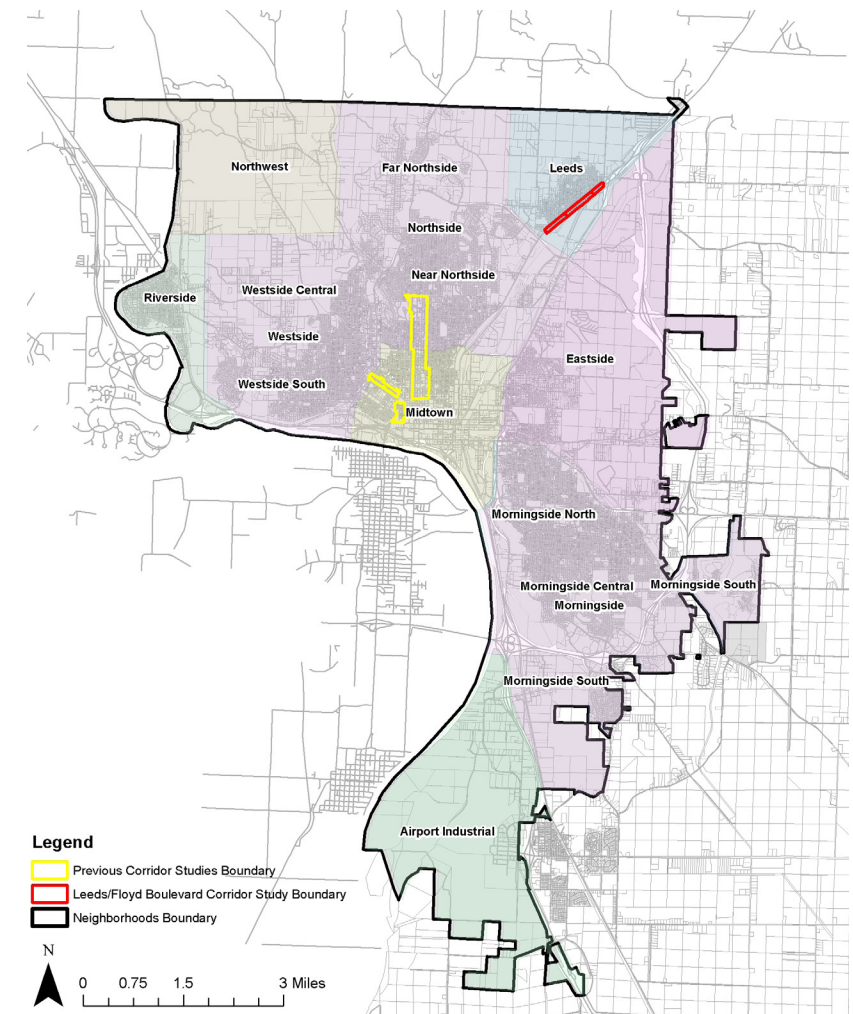 Northwest
Far Northside
Leeds
Northside
Near Northside
Riverside
Westside Central
Westside
Eastside
Westside South
Midtown
Morningside North
Morningside Central
Morningside South
Morningside
Morningside South
Airport Industrial
Legend
Previous Corridor Studies Boundary
Leeds/Floyd Boulevard Corridor Study Boundary
Neighborhoods Boundary
N
0 0.75 1.5 3 Miles